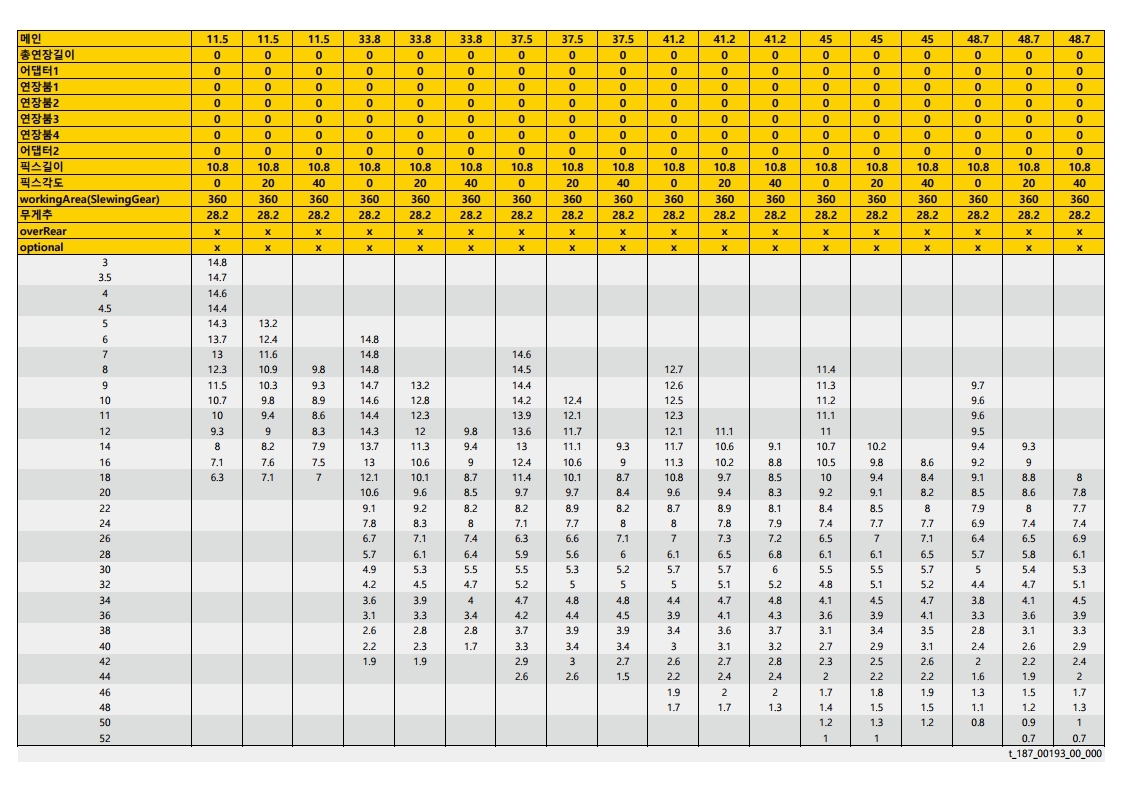 메인 11.5 11.5 11.5 33.8 33.8 33.8 37.5 37.5 37.5 41.2 41.2 41.2 45 45 45 48.7 48.7 48.7
총연장길이 0 0 0 0 0 0 0 0 0 0 0 0 0 0 0 0 0 0
어댑터1 0 0 0 0 0 0 0 0 0 0 0 0 0 0 0 0 0 0
연장붐1 0 0 0 0 0 0 0 0 0 0 0 0 0 0 0 0 0 0
연장붐2 0 0 0 0 0 0 0 0 0 0 0 0 0 0 0 0 0 0
연장붐3 0 0 0 0 0 0 0 0 0 0 0 0 0 0 0 0 0 0
연장붐4 0 0 0 0 0 0 0 0 0 0 0 0 0 0 0 0 0 0
어댑터2 0 0 0 0 0 0 0 0 0 0 0 0 0 0 0 0 0 0
픽스길이 10.8 10.8 10.8 10.8 10.8 10.8 10.8 10.8 10.8 10.8 10.8 10.8 10.8 10.8 10.8 10.8 10.8 10.8
픽스각도 0 20 40 0 20 40 0 20 40 0 20 40 0 20 40 0 20 40
workingArea(SlewingGear) 360 360 360 360 360 360 360 360 360 360 360 360 360 360 360 360 360 360
무게추 28.2 28.2 28.2 28.2 28.2 28.2 28.2 28.2 28.2 28.2 28.2 28.2 28.2 28.2 28.2 28.2 28.2 28.2
overRear x x x x x x x x x x x x x x x x x x
optional x x x x x x x x x x x x x x x x x x
3 14.8
3.5 14.7
4 14.6
4.5 14.4
5 14.3 13.2
6 13.7 12.4 14.8
7 13 11.6 14.8 14.6
8 12.3 10.9 9.8 14.8 14.5 12.7 11.4
9 11.5 10.3 9.3 14.7 13.2 14.4 12.6 11.3 9.7
10 10.7 9.8 8.9 14.6 12.8 14.2 12.4 12.5 11.2 9.6
11 10 9.4 8.6 14.4 12.3 13.9 12.1 12.3 11.1 9.6
12 9.3 9 8.3 14.3 12 9.8 13.6 11.7 12.1 11.1 11 9.5
14 8 8.2 7.9 13.7 11.3 9.4 13 11.1 9.3 11.7 10.6 9.1 10.7 10.2 9.4 9.3
16 7.1 7.6 7.5 13 10.6 9 12.4 10.6 9 11.3 10.2 8.8 10.5 9.8 8.6 9.2 9
18 6.3 7.1 7 12.1 10.1 8.7 11.4 10.1 8.7 10.8 9.7 8.5 10 9.4 8.4 9.1 8.8 8
20 10.6 9.6 8.5 9.7 9.7 8.4 9.6 9.4 8.3 9.2 9.1 8.2 8.5 8.6 7.8
22 9.1 9.2 8.2 8.2 8.9 8.2 8.7 8.9 8.1 8.4 8.5 8 7.9 8 7.7
24 7.8 8.3 8 7.1 7.7 8 8 7.8 7.9 7.4 7.7 7.7 6.9 7.4 7.4
26 6.7 7.1 7.4 6.3 6.6 7.1 7 7.3 7.2 6.5 7 7.1 6.4 6.5 6.9
28 5.7 6.1 6.4 5.9 5.6 6 6.1 6.5 6.8 6.1 6.1 6.5 5.7 5.8 6.1
30 4.9 5.3 5.5 5.5 5.3 5.2 5.7 5.7 6 5.5 5.5 5.7 5 5.4 5.3
32 4.2 4.5 4.7 5.2 5 5 5 5.1 5.2 4.8 5.1 5.2 4.4 4.7 5.1
34 3.6 3.9 4 4.7 4.8 4.8 4.4 4.7 4.8 4.1 4.5 4.7 3.8 4.1 4.5
36 3.1 3.3 3.4 4.2 4.4 4.5 3.9 4.1 4.3 3.6 3.9 4.1 3.3 3.6 3.9
38 2.6 2.8 2.8 3.7 3.9 3.9 3.4 3.6 3.7 3.1 3.4 3.5 2.8 3.1 3.3
40 2.2 2.3 1.7 3.3 3.4 3.4 3 3.1 3.2 2.7 2.9 3.1 2.4 2.6 2.9
42 1.9 1.9 2.9 3 2.7 2.6 2.7 2.8 2.3 2.5 2.6 2 2.2 2.4
44 2.6 2.6 1.5 2.2 2.4 2.4 2 2.2 2.2 1.6 1.9 2
46 1.9 2 2 1.7 1.8 1.9 1.3 1.5 1.7
48 1.7 1.7 1.3 1.4 1.5 1.5 1.1 1.2 1.3
50 1.2 1.3 1.2 0.8 0.9 1
52 1 1 0.7 0.7
t_187_00193_00_000